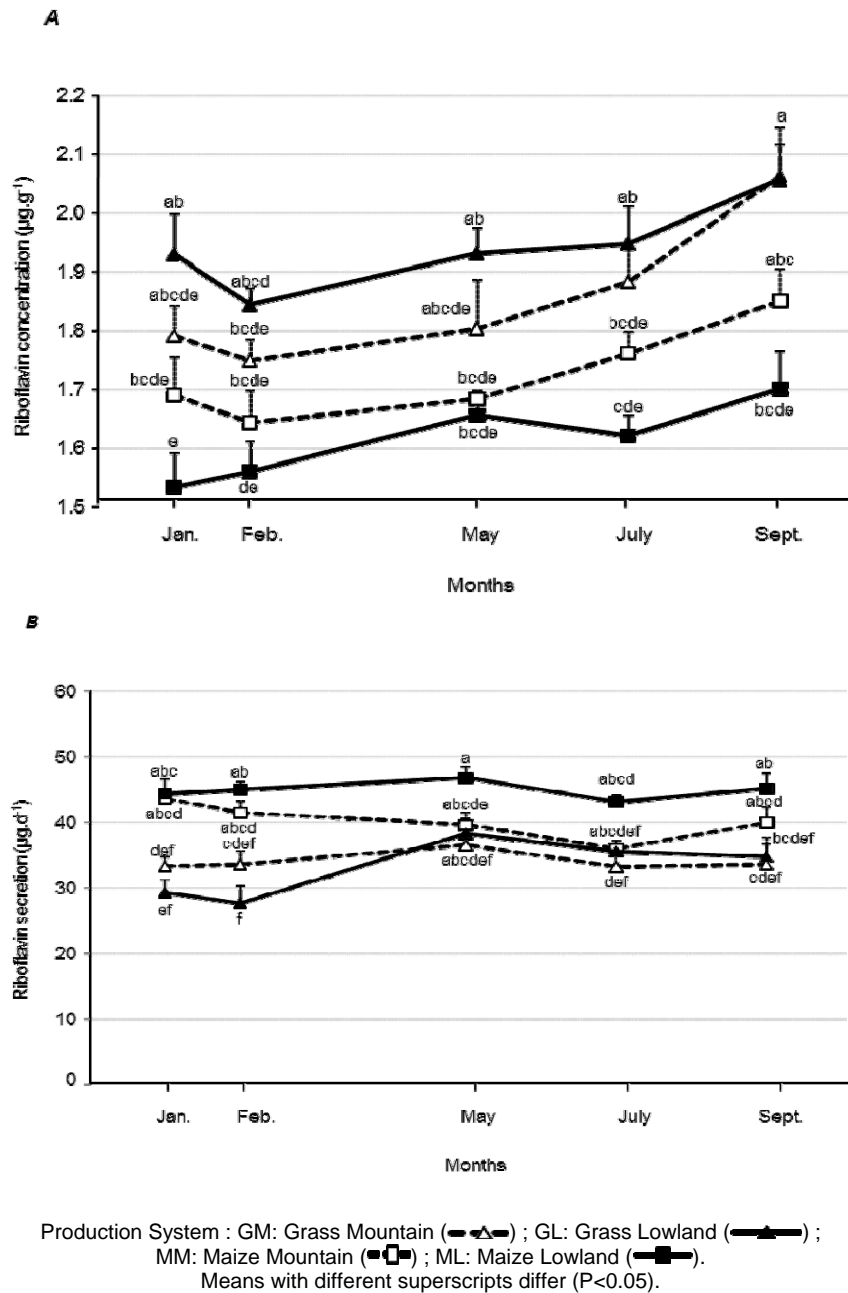 A
2.2
a
2.1
ab ab ab
2.0
abcd abc
1.9
abcde abcde
bcde bcde
1.8
bcde bcde bcde
1.7
cde bcde
e bcde
1.6
de
1.5
Riboflavin concentration (µg.g⁻¹)
Jan. Feb. May July Sept.
Months
B
60
a
50
abc ab abcd ab
abcde abcd
abcd
40
abcd abcdef bcdef
def cdef
abcdef
30
def cdef
ef
f
20
10
0
Riboflavin secretion (µg.d⁻¹)
Jan. Feb. May July Sept.
Months
Production System : GM: Grass Mountain ( ) ; GL: Grass Lowland ( ) ;
MM: Maize Mountain ( ) ; ML: Maize Lowland ( ).
Means with different superscripts differ (P<0.05).